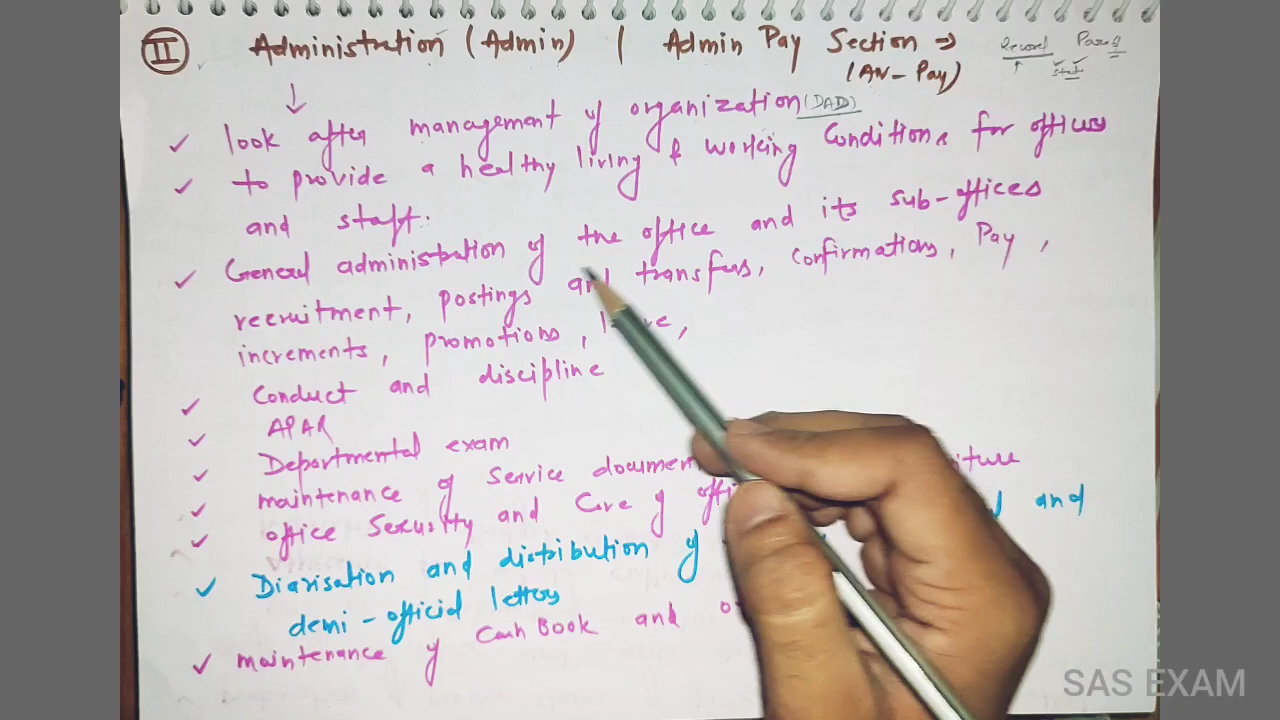 II Administration (Admin) | Admin Pay Section ⇒
(AN-Pay)
Record
look after management of organization (DAD)
to provide a healthy living & working conditions for officers
and staff.
General administration of the office and its sub-offices
recruitment, postings and transfers, confirmations, Pay,
increments, promotions,
Conduct and discipline
APAR
Departmental exam
maintenance of service
office security and Care of
Diarisation and distribution of and
demi-official letters
maintenance of Cash Book and
SAS EXAM